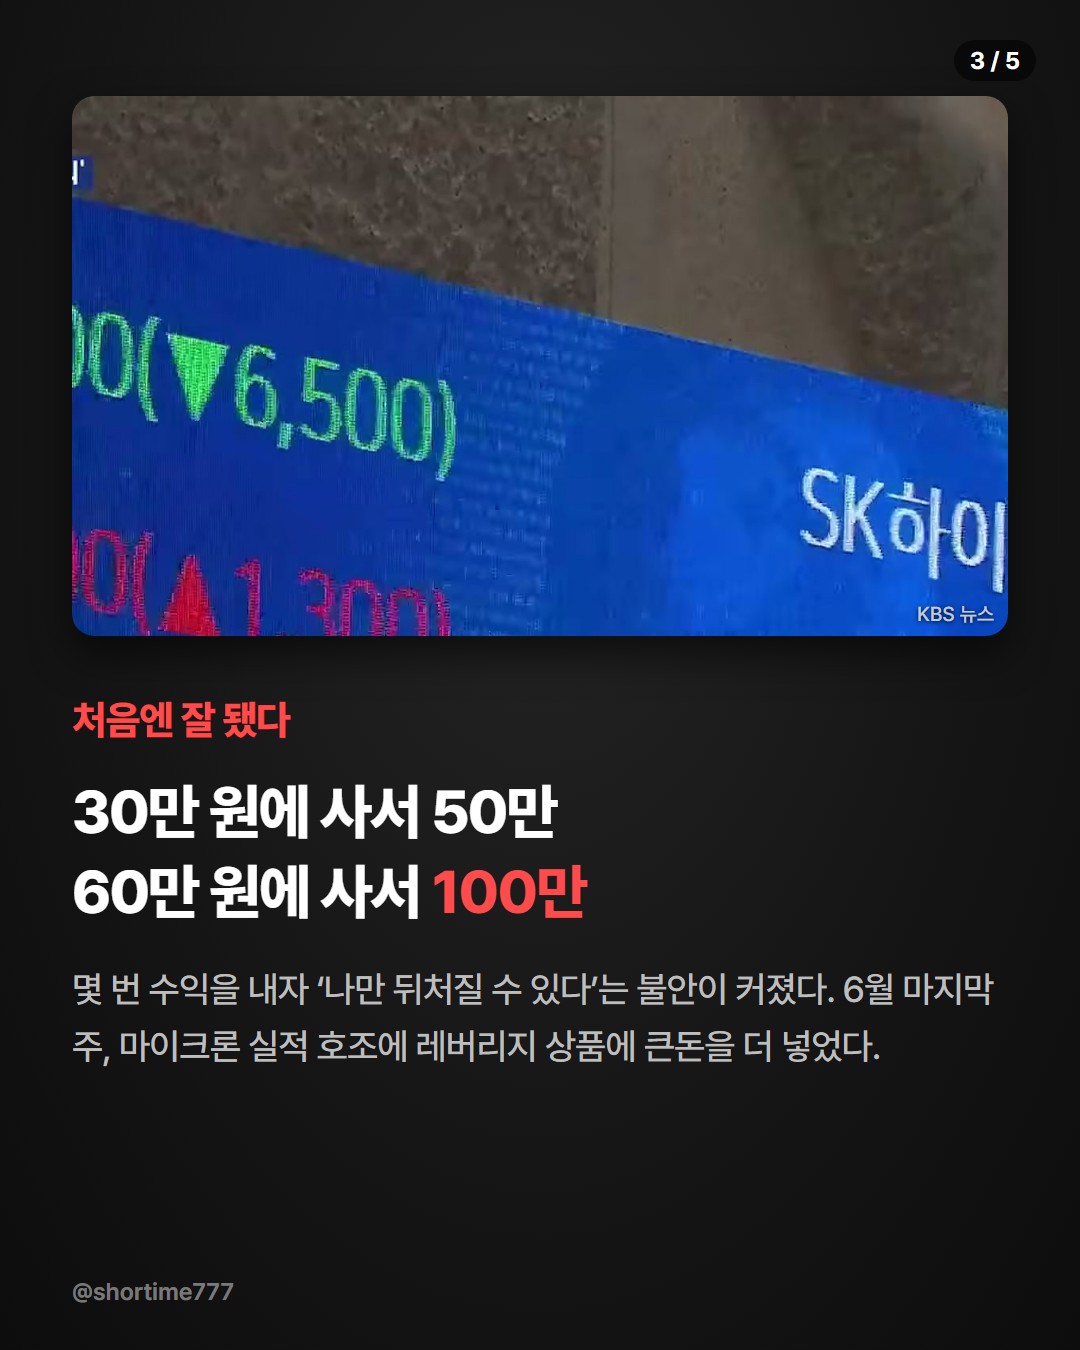 3 / 5
00(▼6,500)
00(▲1,300)
SK하이
KBS 뉴스
처음엔 잘 됐다
30만 원에 사서 50만
60만 원에 사서 100만
몇 번 수익을 내자 ‘나만 뒤처질 수 있다’는 불안이 커졌다. 6월 마지막
주, 마이크론 실적 호조에 레버리지 상품에 큰돈을 더 넣었다.
@shortime777